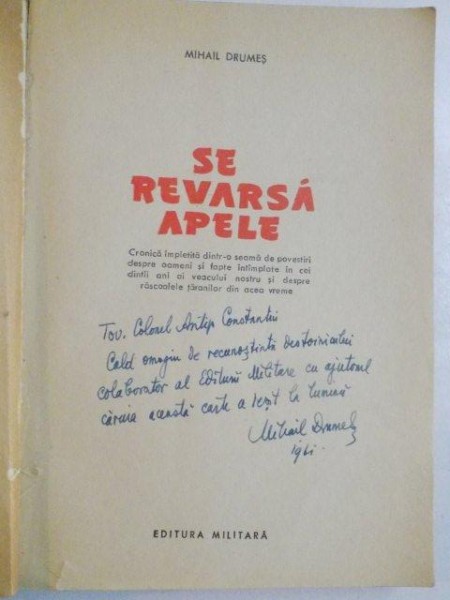 MIHAIL DRUMEȘ
SE
REVARSĂ
APELE
Cronică împletită dintr-o seamă de povestiri
despre oameni și fapte întîmplate în cei
dintîi ani ai veacului nostru și despre
răscoalele țăranilor din acea vreme
Tov. Colonel Antip Constantin
Cald omagiu de recunoștință destoinicului
colaborator al Editurii Militare cu ajutorul
căruia această carte a ieșit la lumină
Mihail Drumeș
EDITURA MILITARĂ